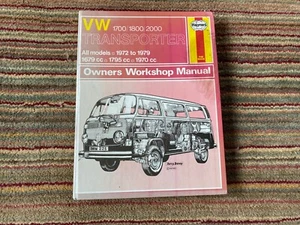 VW 1700/1800/2000
Haynes
TRANSPORTER
All models 1972 to 1979
1679 cc 1795 cc 1970 cc
Owners Workshop Manual